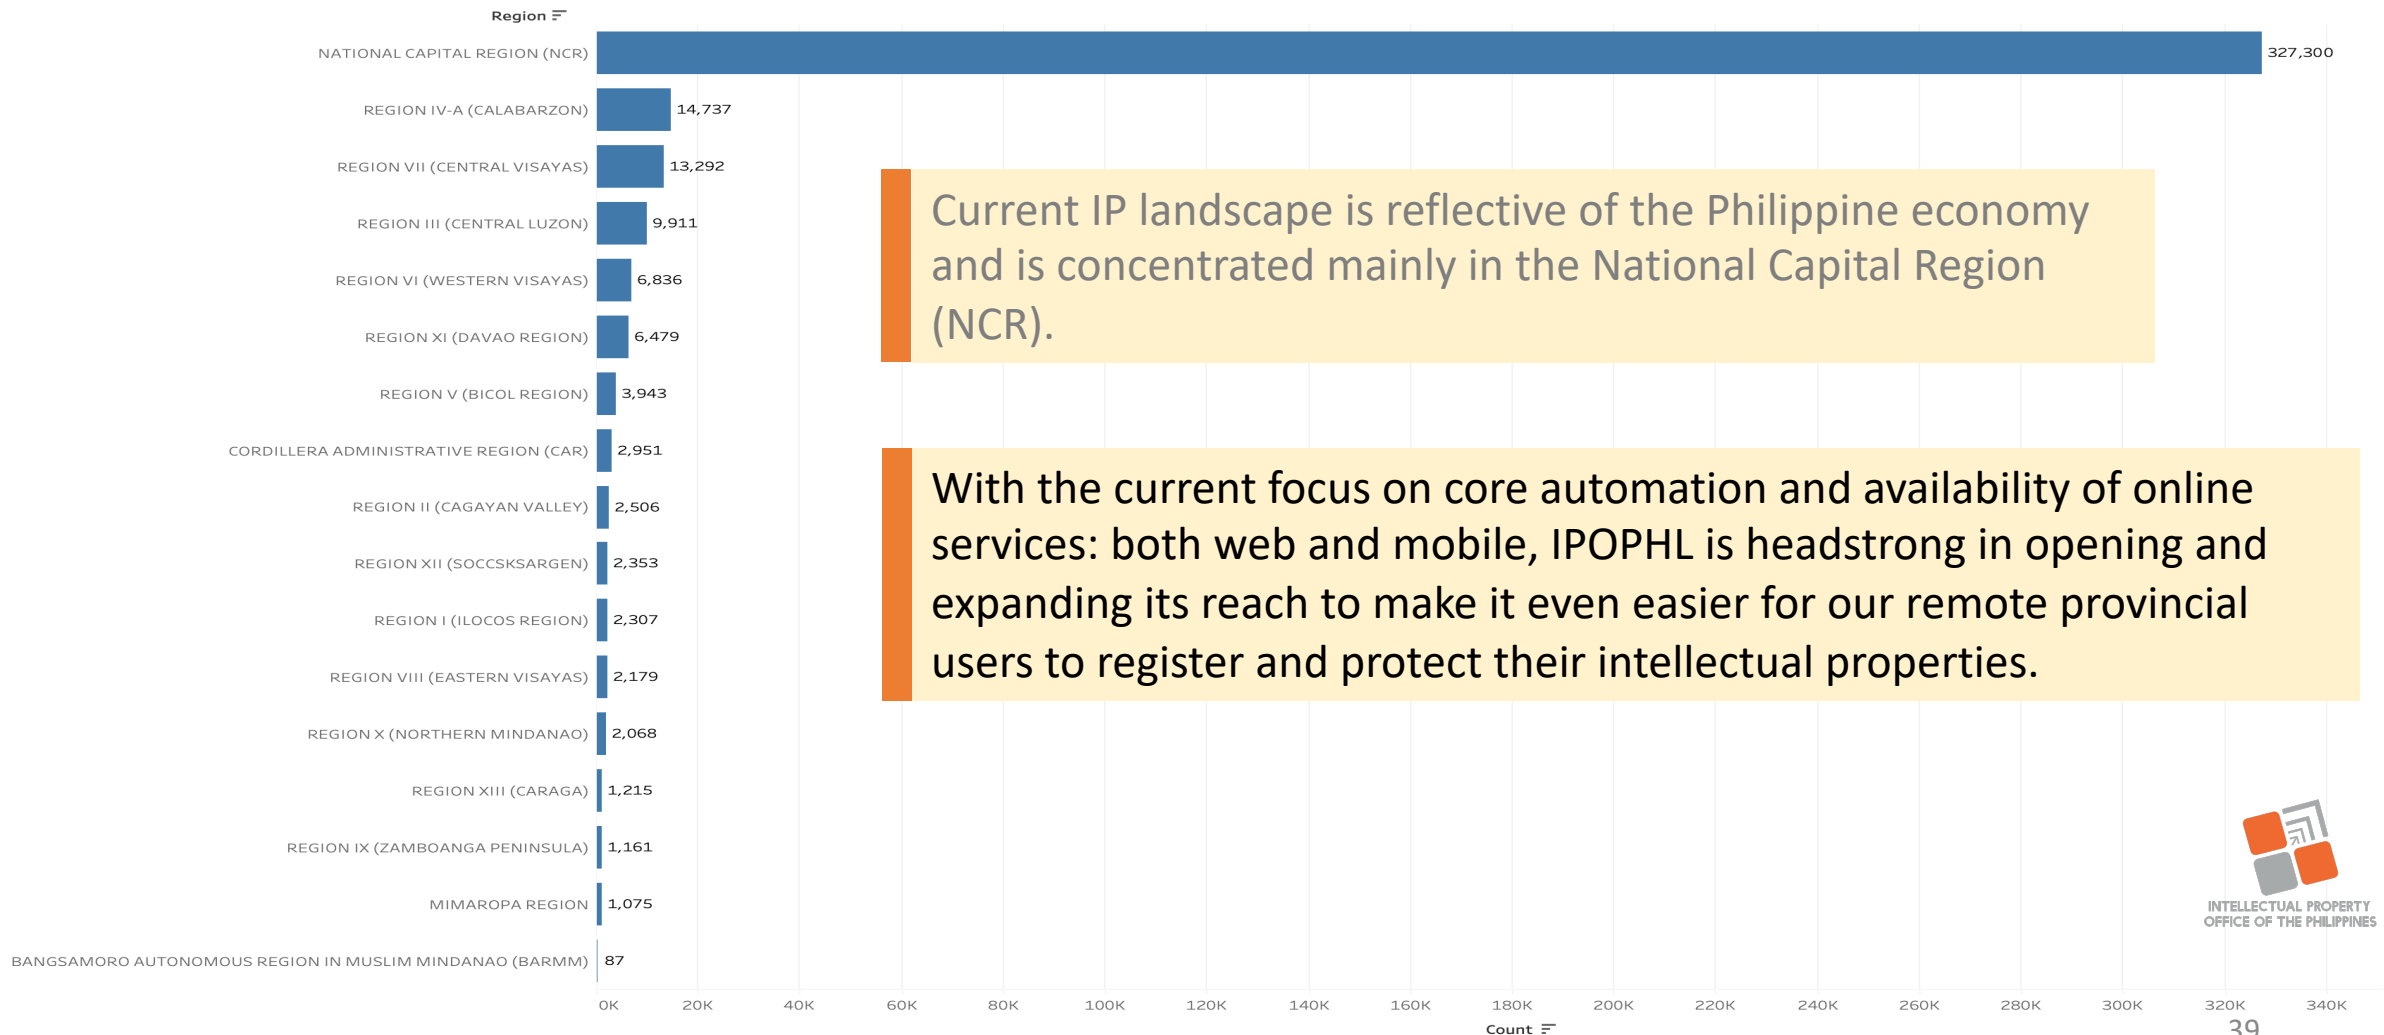 Region
NATIONAL CAPITAL REGION (NCR) 327,300
REGION IV-A (CALABARZON) 14,737
REGION VII (CENTRAL VISAYAS) 13,292
REGION III (CENTRAL LUZON) 9,911
REGION VI (WESTERN VISAYAS) 6,836
REGION XI (DAVAO REGION) 6,479
REGION V (BICOL REGION) 3,943
CORDILLERA ADMINISTRATIVE REGION (CAR) 2,951
REGION II (CAGAYAN VALLEY) 2,506
REGION XII (SOCCSKSARGEN) 2,353
REGION I (ILOCOS REGION) 2,307
REGION VIII (EASTERN VISAYAS) 2,179
REGION X (NORTHERN MINDANAO) 2,068
REGION XIII (CARAGA) 1,215
REGION IX (ZAMBOANGA PENINSULA) 1,161
MIMAROPA REGION 1,075
BANGSAMORO AUTONOMOUS REGION IN MUSLIM MINDANAO (BARMM) 87
0K 20K 40K 60K 80K 100K 120K 140K 160K 180K 200K 220K 240K 260K 280K 300K 320K 340K
Count
Current IP landscape is reflective of the Philippine economy
and is concentrated mainly in the National Capital Region
(NCR).
With the current focus on core automation and availability of online
services: both web and mobile, IPOPHL is headstrong in opening and
expanding its reach to make it even easier for our remote provincial
users to register and protect their intellectual properties.
INTELLECTUAL PROPERTY
OFFICE OF THE PHILIPPINES
39